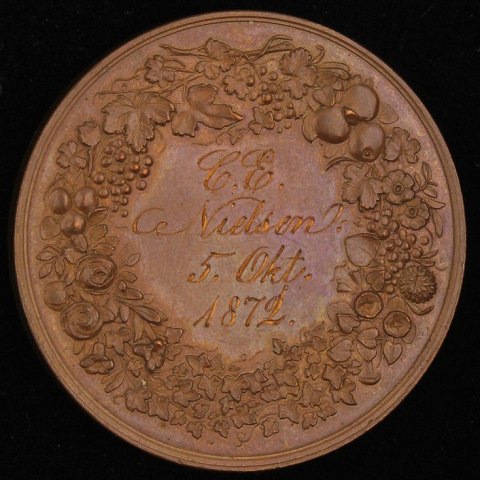 C. E.
Nielsen.
5. Okt.
1872.